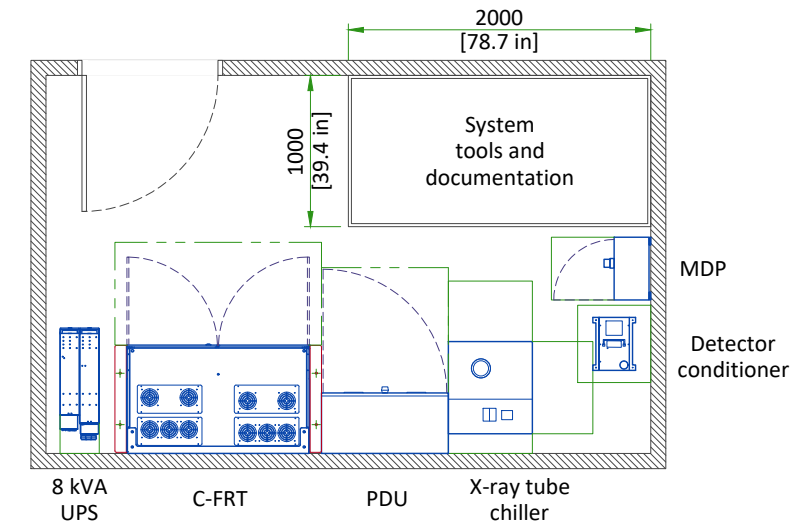 2000
[78.7 in]
1000
[39.4 in]
System
tools and
documentation
MDP
Detector
conditioner
8 kVA
UPS
C-FRT
PDU
X-ray tube
chiller